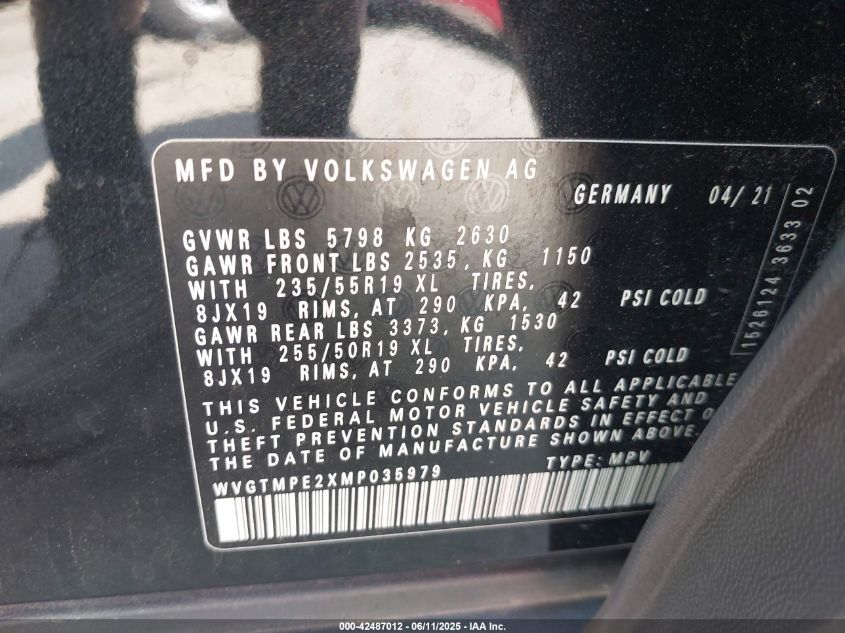 MFD BY VOLKSWAGEN AG
GERMANY 04/21
GVWR LBS 5798 KG 2630
GAWR FRONT LBS 2535, KG 1150
WITH 235/55R19 XL TIRES,
8JX19 RIMS, AT 290 KPA, 42 PSI COLD
GAWR REAR LBS 3373, KG 1530
WITH 255/50R19 XL TIRES,
8JX19 RIMS, AT 290 KPA, 42 PSI COLD
THIS VEHICLE CONFORMS TO ALL APPLICABLE
U.S. FEDERAL MOTOR VEHICLE SAFETY AND
THEFT PREVENTION STANDARDS IN EFFECT O
THE DATE OF MANUFACTURE SHOWN ABOVE.
WVGTMPE2XMP035979 TYPE: MPV
1526124 3633 02
000-42487012 - 06/11/2025 - IAA Inc.